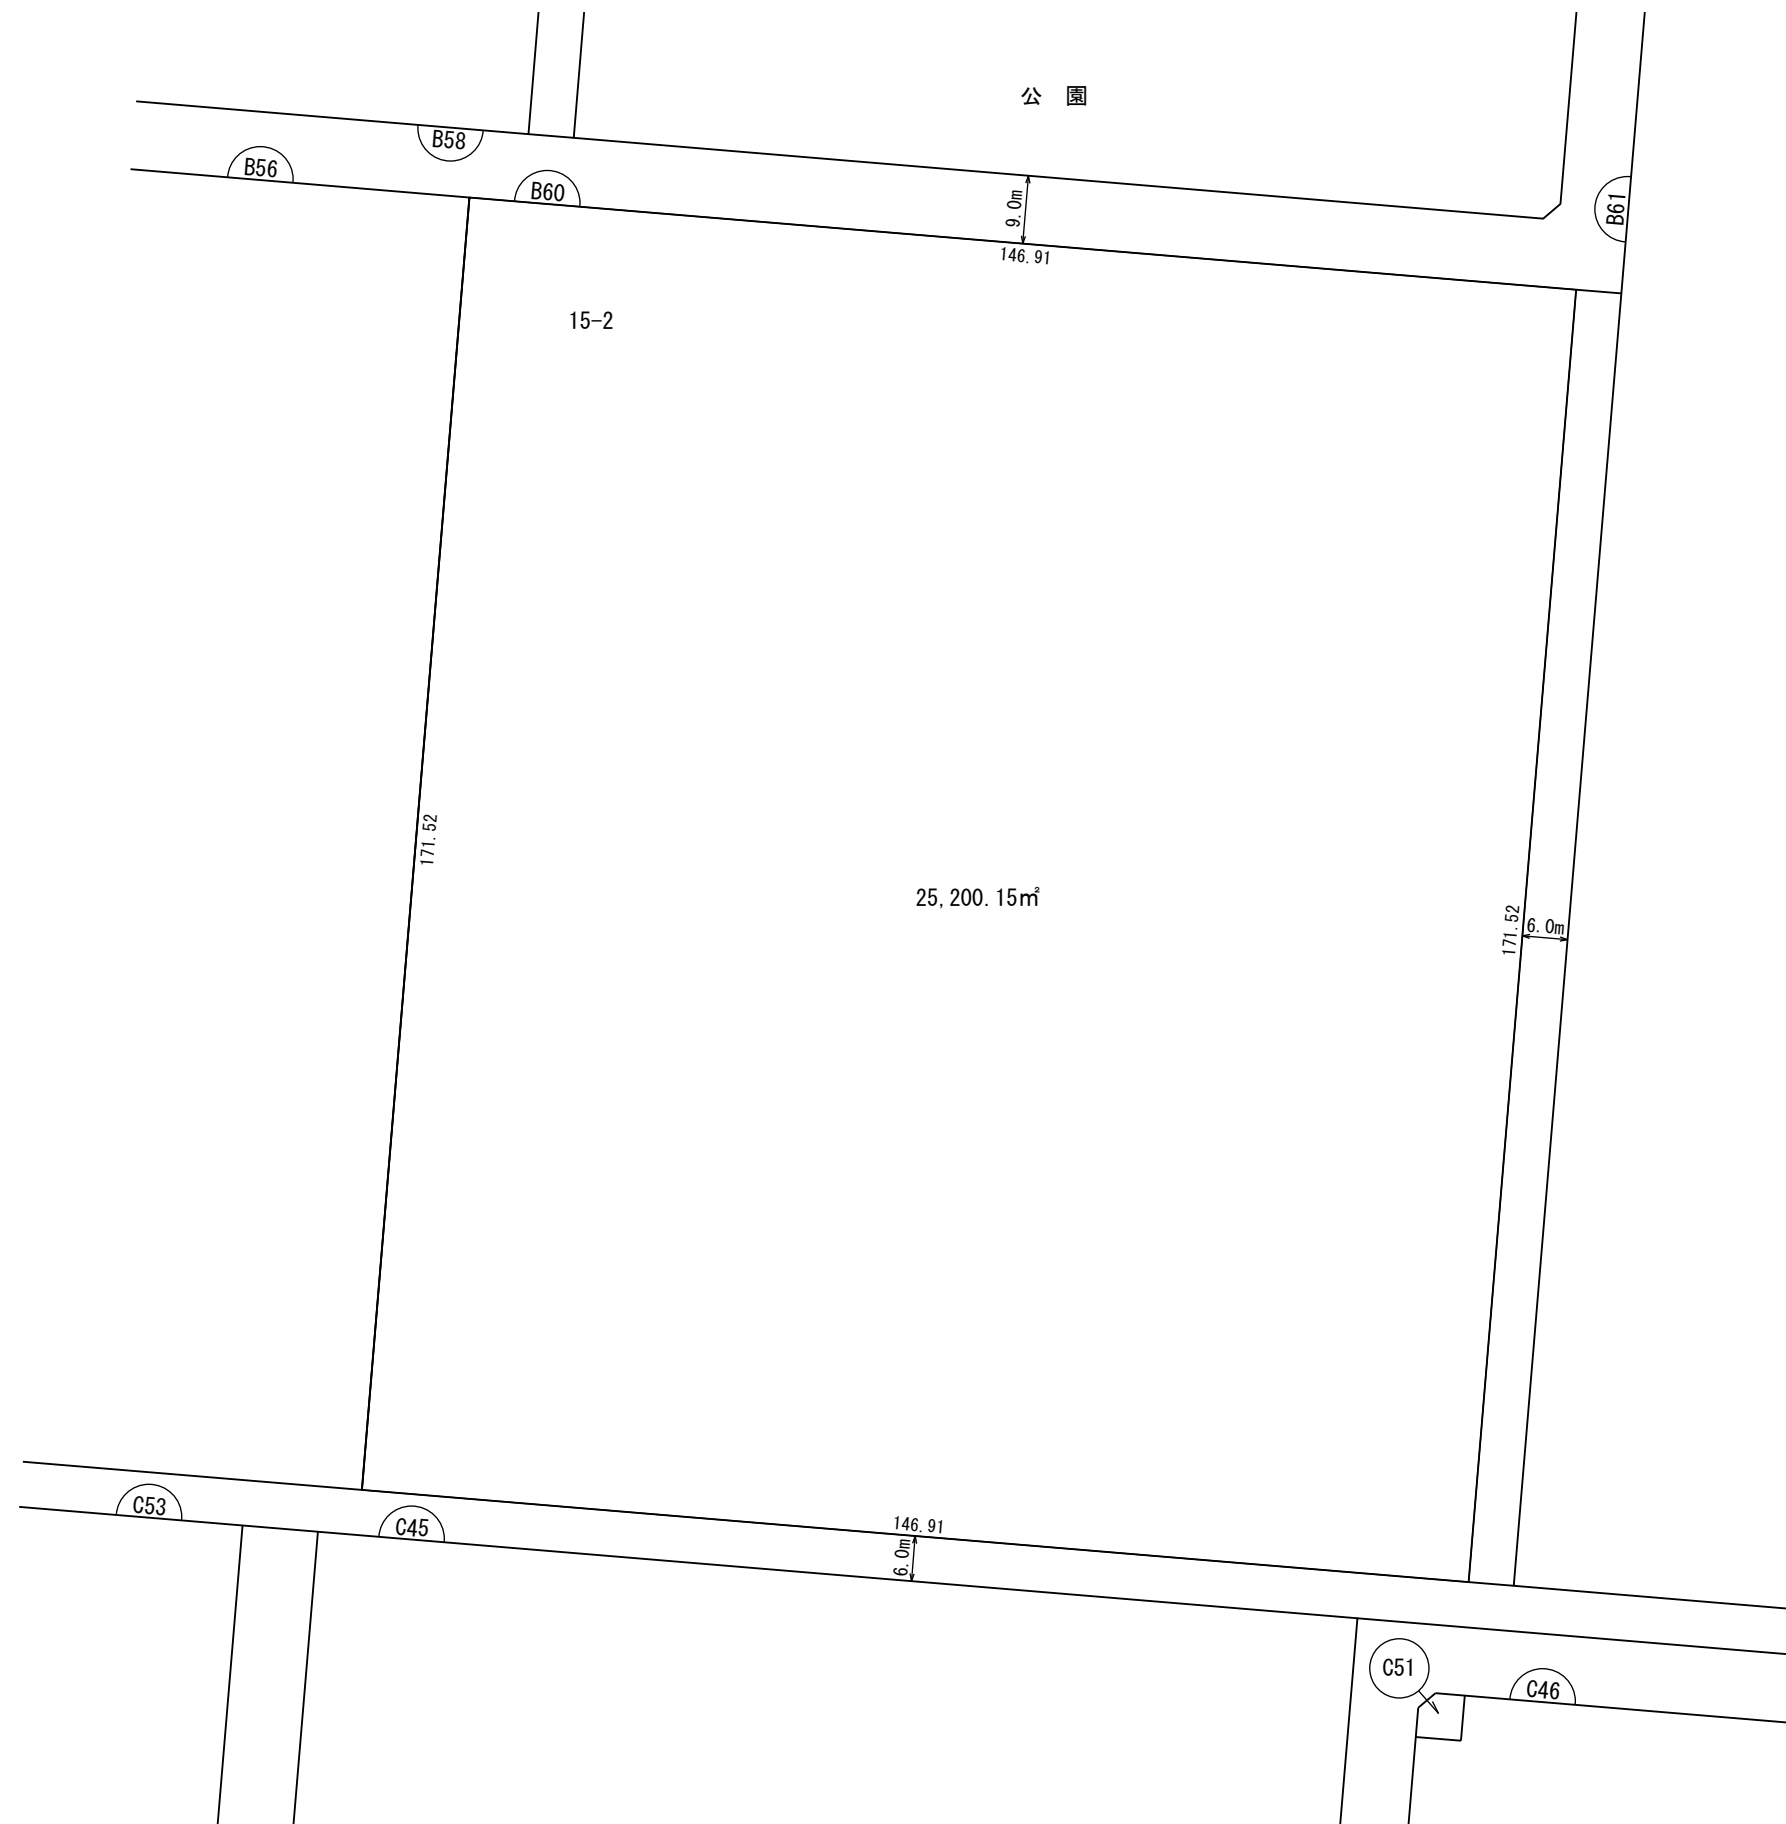 公 園
B58
B56
B60
9.0m
B61
146.91
15-2
171.52
25,200.15㎡
171.52
6.0m
C53
C45
146.91
6.0m
C51
C46